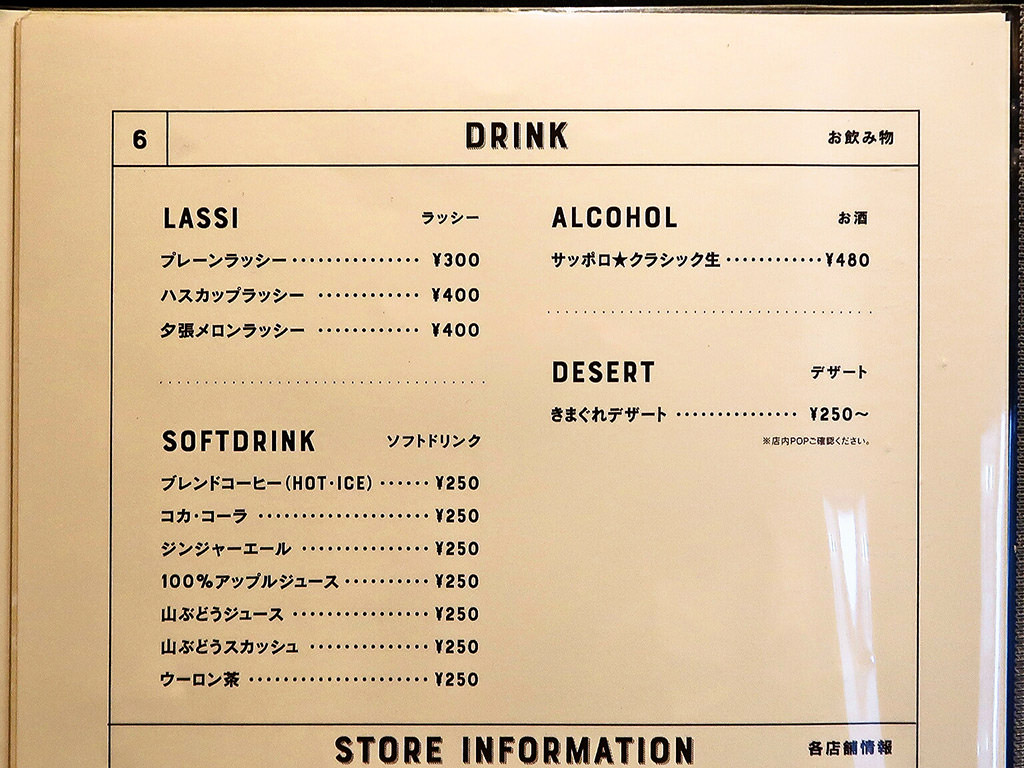 6 DRINK お飲み物
LASSI ラッシー
プレーンラッシー ¥300
ハスカップラッシー ¥400
夕張メロンラッシー ¥400
SOFTDRINK ソフトドリンク
ブレンドコーヒー(HOT・ICE) ¥250
コカ・コーラ ¥250
ジンジャーエール ¥250
100%アップルジュース ¥250
山ぶどうジュース ¥250
山ぶどうスカッシュ ¥250
ウーロン茶 ¥250
ALCOHOL お酒
サッポロ★クラシック生 ¥480
DESERT デザート
きまぐれデザート ¥250〜
※店内POPご確認ください。
STORE INFORMATION 各店舗情報